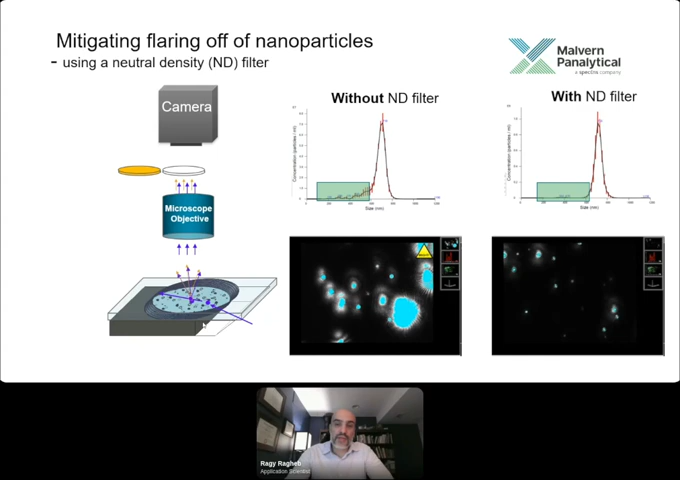 Mitigating flaring off of nanoparticles
- using a neutral density (ND) filter
Malvern
Panalytical
a spectris company
Camera
Microscope
Objective
Without ND filter
Concentration (particles / ml)
Size (nm)
With ND filter
Concentration (particles / ml)
Size (nm)
Ragy Ragheb
Application Scientist